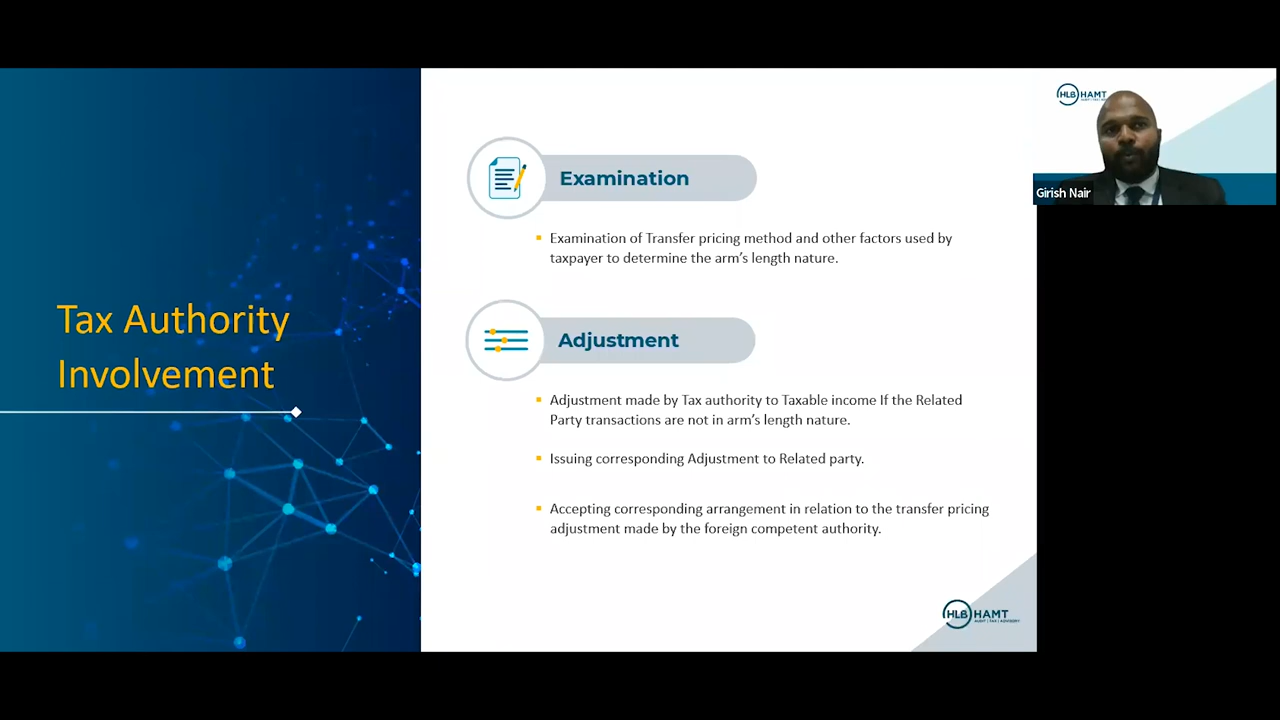 Tax Authority
Involvement
Examination
Examination of Transfer pricing method and other factors used by
taxpayer to determine the arm’s length nature.
Adjustment
Adjustment made by Tax authority to Taxable income If the Related
Party transactions are not in arm’s length nature.
Issuing corresponding Adjustment to Related party.
Accepting corresponding arrangement in relation to the transfer pricing
adjustment made by the foreign competent authority.
HLB HAMT
AUDIT | TAX | ADVISORY
HLB HAMT
Girish Nair